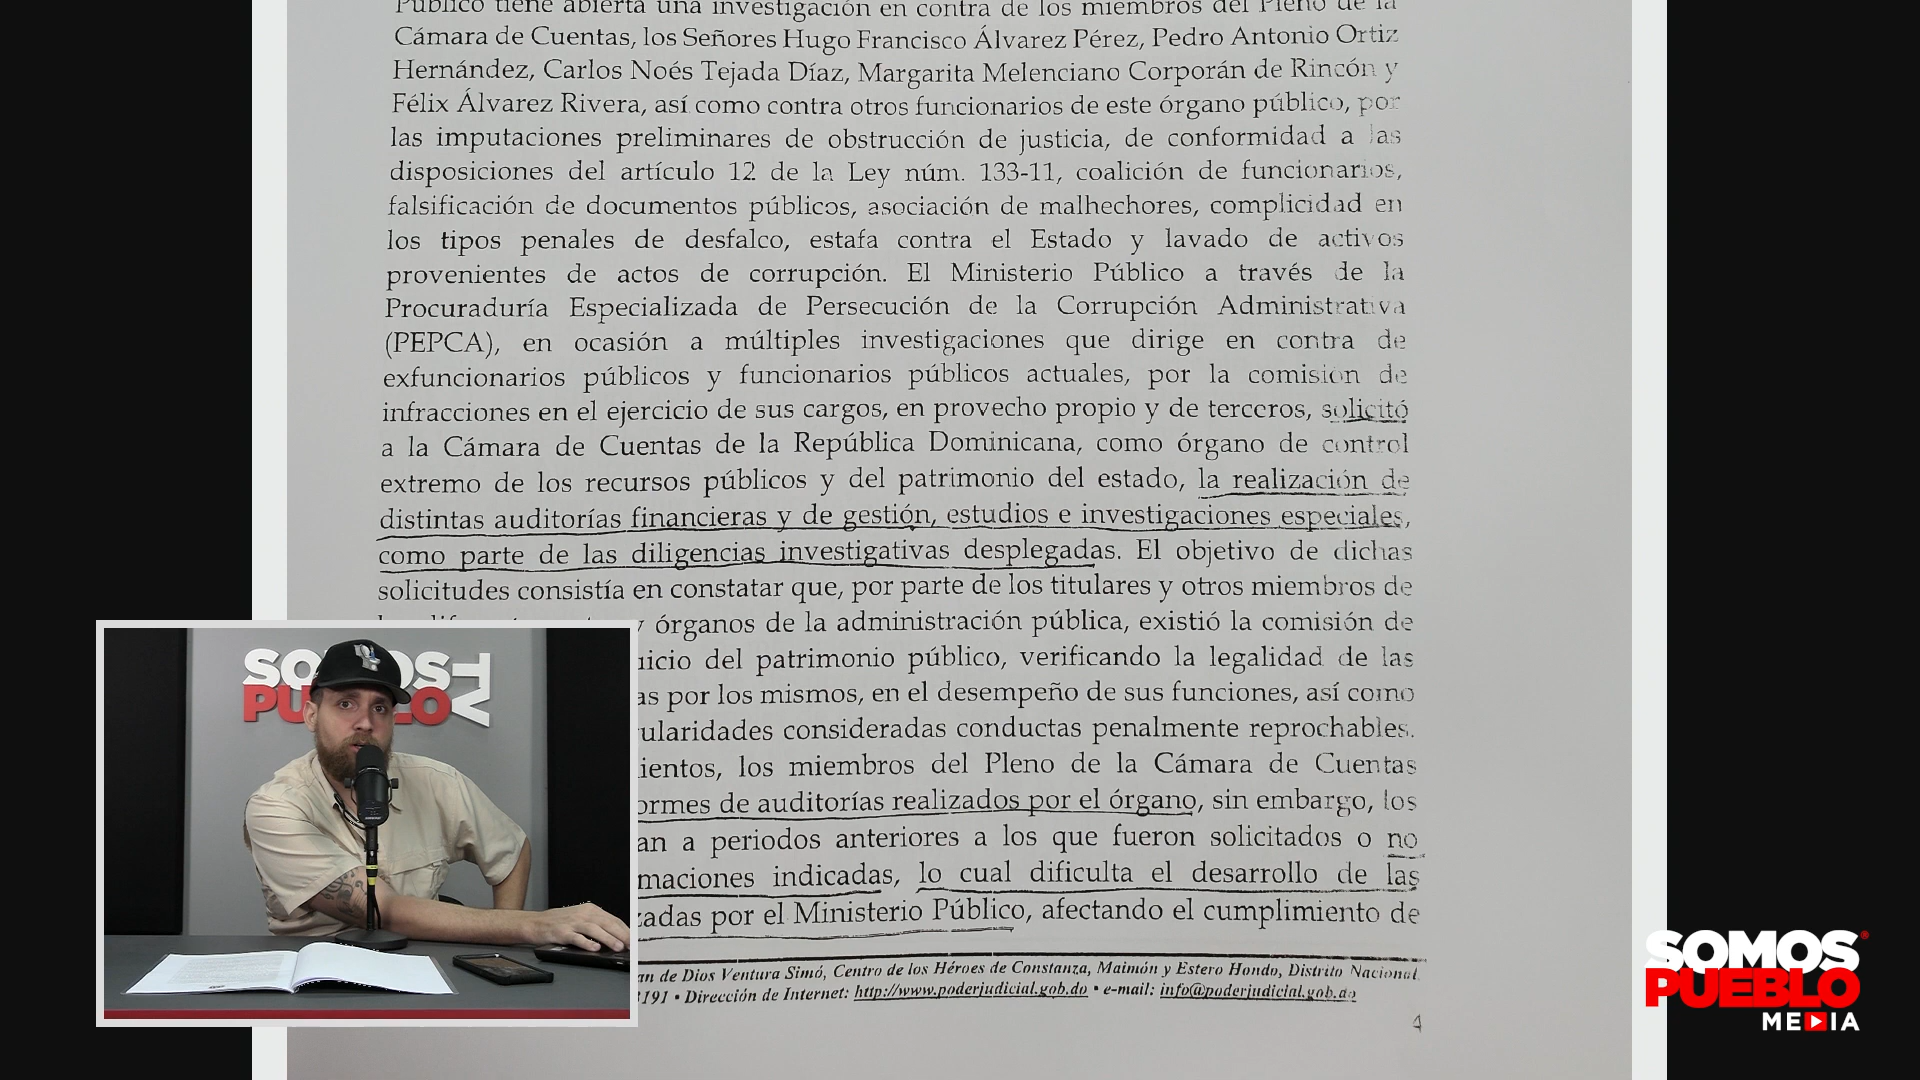 Público tiene abierta una investigación en contra de los miembros del Pleno de la
Cámara de Cuentas, los Señores Hugo Francisco Álvarez Pérez, Pedro Antonio Ortiz
Hernández, Carlos Noés Tejada Díaz, Margarita Melenciano Corporán de Rincón y
Félix Álvarez Rivera, así como contra otros funcionarios de este órgano público, por
las imputaciones preliminares de obstrucción de justicia, de conformidad a las
disposiciones del artículo 12 de la Ley núm. 133-11, coalición de funcionarios,
falsificación de documentos públicos, asociación de malhechores, complicidad en
los tipos penales de desfalco, estafa contra el Estado y lavado de activos
provenientes de actos de corrupción. El Ministerio Público a través de la
Procuraduría Especializada de Persecución de la Corrupción Administrativa
(PEPCA), en ocasión a múltiples investigaciones que dirige en contra de
exfuncionarios públicos y funcionarios públicos actuales, por la comisión de
infracciones en el ejercicio de sus cargos, en provecho propio y de terceros, solicitó
a la Cámara de Cuentas de la República Dominicana, como órgano de control
extremo de los recursos públicos y del patrimonio del estado, la realización de
distintas auditorías financieras y de gestión, estudios e investigaciones especiales,
como parte de las diligencias investigativas desplegadas. El objetivo de dichas
solicitudes consistía en constatar que, por parte de los titulares y otros miembros de
y órganos de la administración pública, existió la comisión de
uicio del patrimonio público, verificando la legalidad de las
as por los mismos, en el desempeño de sus funciones, así como
ularidades consideradas conductas penalmente reprochables.
ientos, los miembros del Pleno de la Cámara de Cuentas
ormes de auditorías realizados por el órgano, sin embargo, los
an a periodos anteriores a los que fueron solicitados o no
maciones indicadas, lo cual dificulta el desarrollo de las
zadas por el Ministerio Público, afectando el cumplimiento de
an de Dios Ventura Simó, Centro de los Héroes de Constanza, Maimón y Estero Hondo, Distrito Nacional.
3191 • Dirección de Internet: http://www.poderjudicial.gob.do • e-mail: info@poderjudicial.gob.do
4
SOMOS
PUEBLO
TV
SOMOS®
PUEBLO
MEDIA